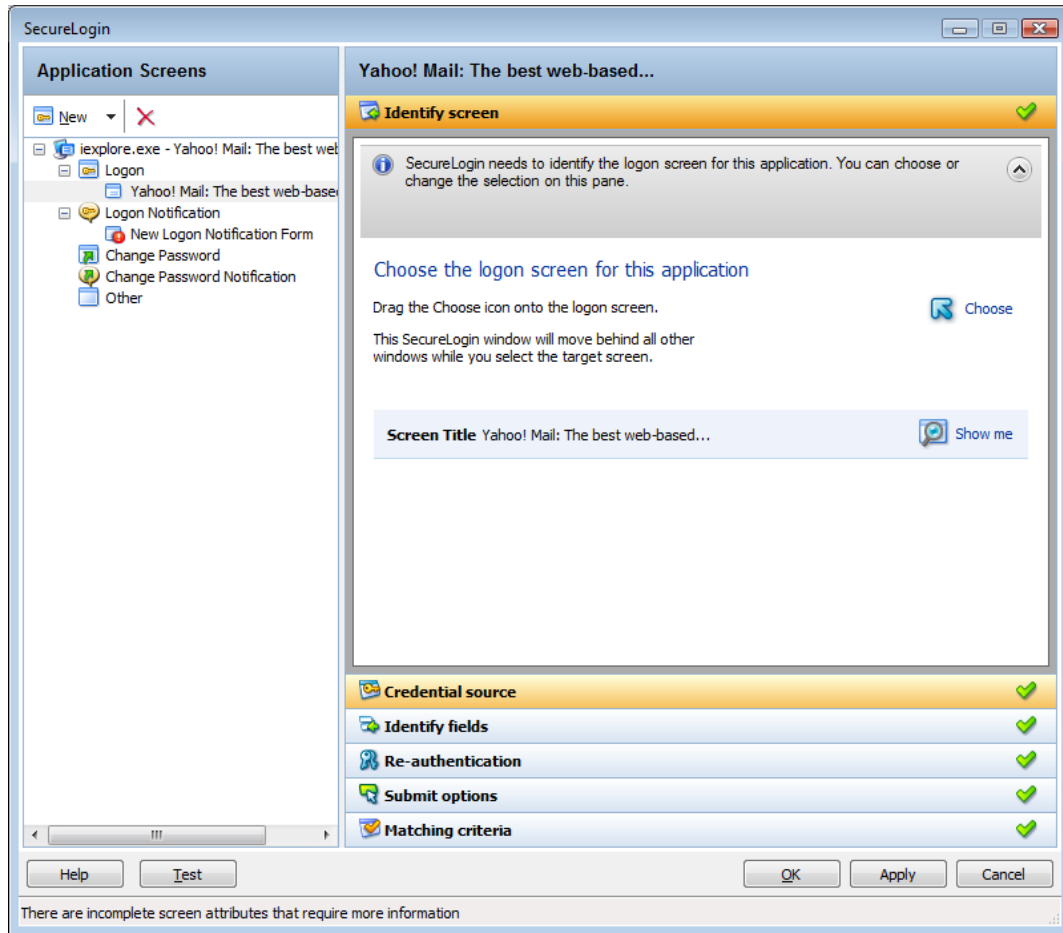 SecureLogin
Application Screens
New
iexplore.exe - Yahoo! Mail: The best wel
Logon
Yahoo! Mail: The best web-base
Logon Notification
New Logon Notification Form
Change Password
Change Password Notification
Other
Yahoo! Mail: The best web-based...
Identify screen
SecureLogin needs to identify the logon screen for this application. You can choose or
change the selection on this pane.
Choose the logon screen for this application
Drag the Choose icon onto the logon screen.
Choose
This SecureLogin window will move behind all other
windows while you select the target screen.
Screen Title Yahoo! Mail: The best web-based...
Show me
Credential source
Identify fields
Re-authentication
Submit options
Matching criteria
Help
Test
OK
Apply
Cancel
There are incomplete screen attributes that require more information